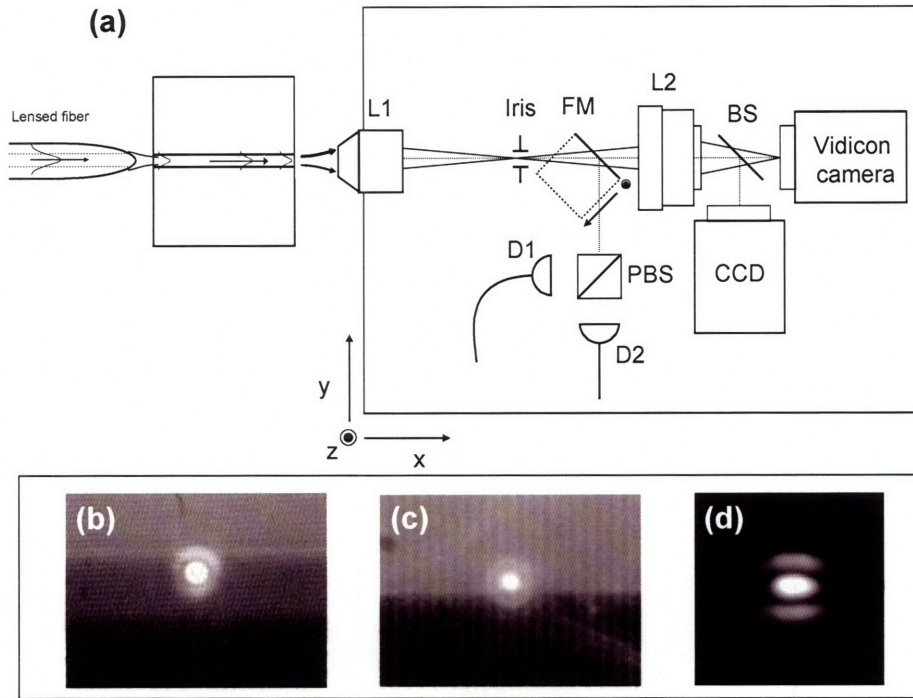 (a)
Lensed fiber
L1
Iris
FM
L2
BS
Vidicon
camera
D1
PBS
CCD
D2
y
z
x
(b)
(c)
(d)